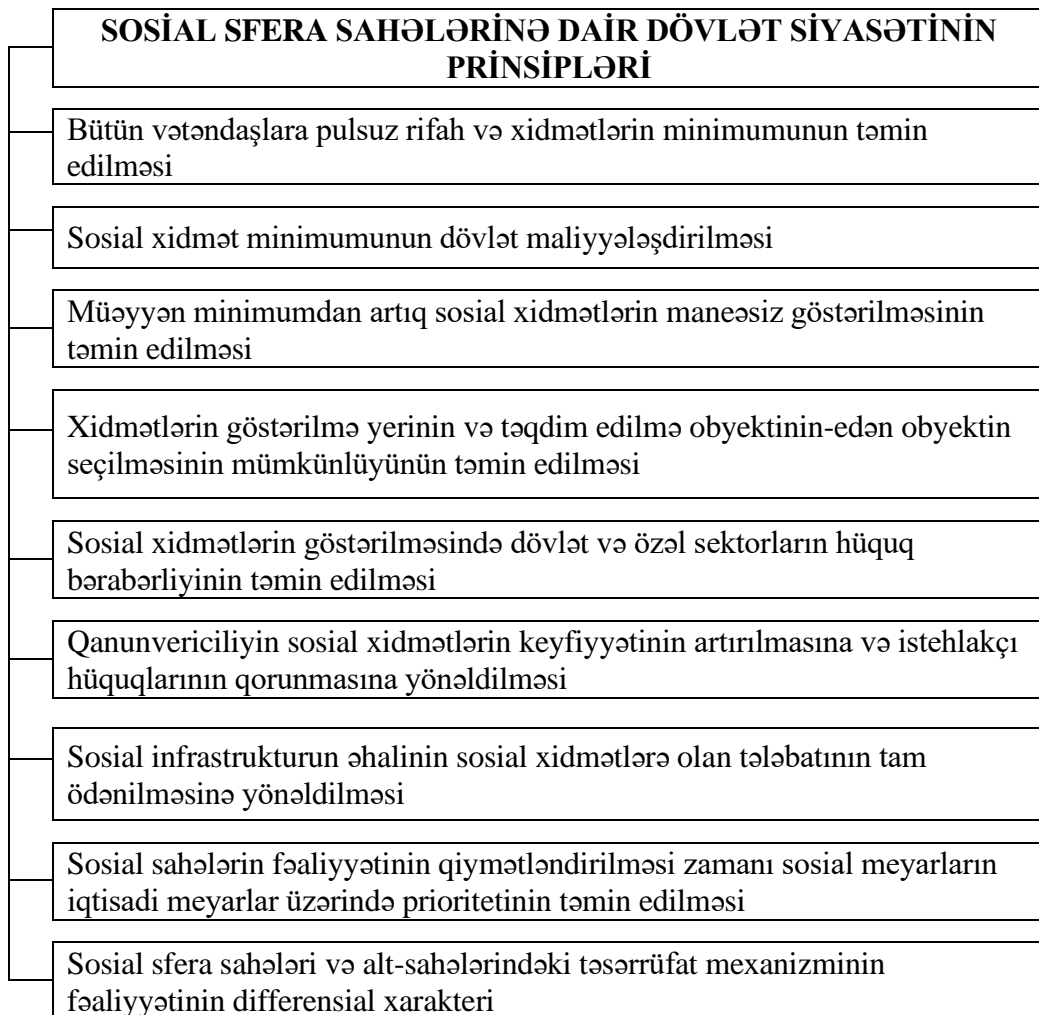 SOSİAL SFERA SAHƏLƏRİNƏ DAİR DÖVLƏT SİYASƏTİNİN
PRİNSİPLƏRİ
Bütün vətəndaşlara pulsuz rifah və xidmətlərin minimumunun təmin
edilməsi
Sosial xidmət minimumunun dövlət maliyyələşdirilməsi
Müəyyən minimumdan artıq sosial xidmətlərin maneəsiz göstərilməsinin
təmin edilməsi
Xidmətlərin göstərilmə yerinin və təqdim edilmə obyektinin-edən obyektin
seçilməsinin mümkünlüyünün təmin edilməsi
Sosial xidmətlərin göstərilməsində dövlət və özəl sektorların hüquq
bərabərliyinin təmin edilməsi
Qanunvericiliyin sosial xidmətlərin keyfiyyətinin artırılmasına və istehlakçı
hüquqlarının qorunmasına yönəldilməsi
Sosial infrastrukturun əhalinin sosial xidmətlərə olan tələbatının tam
ödənilməsinə yönəldilməsi
Sosial sahələrin fəaliyyətinin qiymətləndirilməsi zamanı sosial meyarların
iqtisadi meyarlar üzərində prioritetinin təmin edilməsi
Sosial sfera sahələri və alt-sahələrindəki təsərrüfat mexanizminin
fəaliyyətinin differensial xarakteri